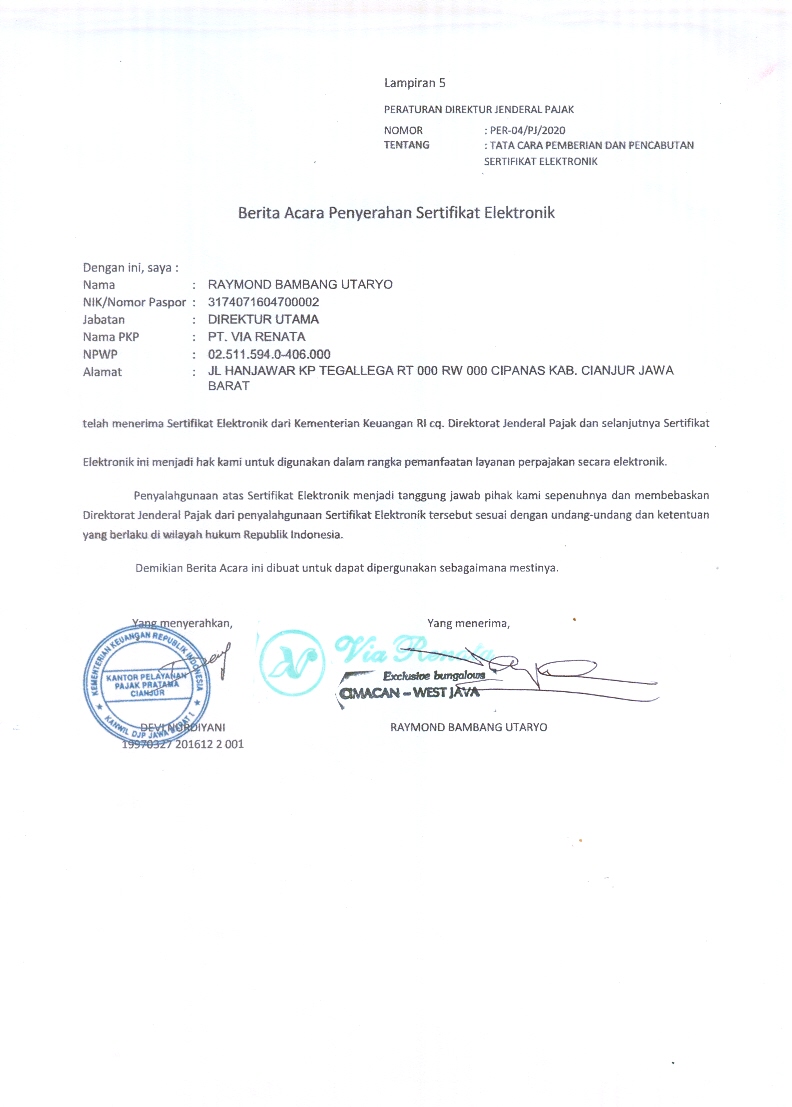 Lampiran 5
PERATURAN DIREKTUR JENDERAL PAJAK
NOMOR : PER-04/PJ/2020
TENTANG : TATA CARA PEMBERIAN DAN PENCABUTAN
SERTIFIKAT ELEKTRONIK
Berita Acara Penyerahan Sertifikat Elektronik
Dengan ini, saya :
Nama : RAYMOND BAMBANG UTARYO
NIK/Nomor Paspor : 3174071604700002
Jabatan : DIREKTUR UTAMA
Nama PKP : PT. VIA RENATA
NPWP : 02.511.594.0-406.000
Alamat : JL HANJAWAR KP TEGALLEGA RT 000 RW 000 CIPANAS KAB. CIANJUR JAWA
BARAT
telah menerima Sertifikat Elektronik dari Kementerian Keuangan RI cq. Direktorat Jenderal Pajak dan selanjutnya Sertifikat
Elektronik ini menjadi hak kami untuk digunakan dalam rangka pemanfaatan layanan perpajakan secara elektronik.
Penyalahgunaan atas Sertifikat Elektronik menjadi tanggung jawab pihak kami sepenuhnya dan membebaskan
Direktorat Jenderal Pajak dari penyalahgunaan Sertifikat Elektronik tersebut sesuai dengan undang-undang dan ketentuan
yang berlaku di wilayah hukum Republik Indonesia.
Demikian Berita Acara ini dibuat untuk dapat dipergunakan sebagaimana mestinya.
Yang menyerahkan, Yang menerima,
KEMENTERIAN KEUANGAN REPUBLIK INDONESIA
KANTOR PELAYANAN
PAJAK PRATAMA
CIANJUR
KANWIL DJP JAWA BARAT I
Via Renata
Exclusive bungalows
CIMACAN - WEST JAVA
DEVI NURDIYANI RAYMOND BAMBANG UTARYO
19970327 201612 2 001